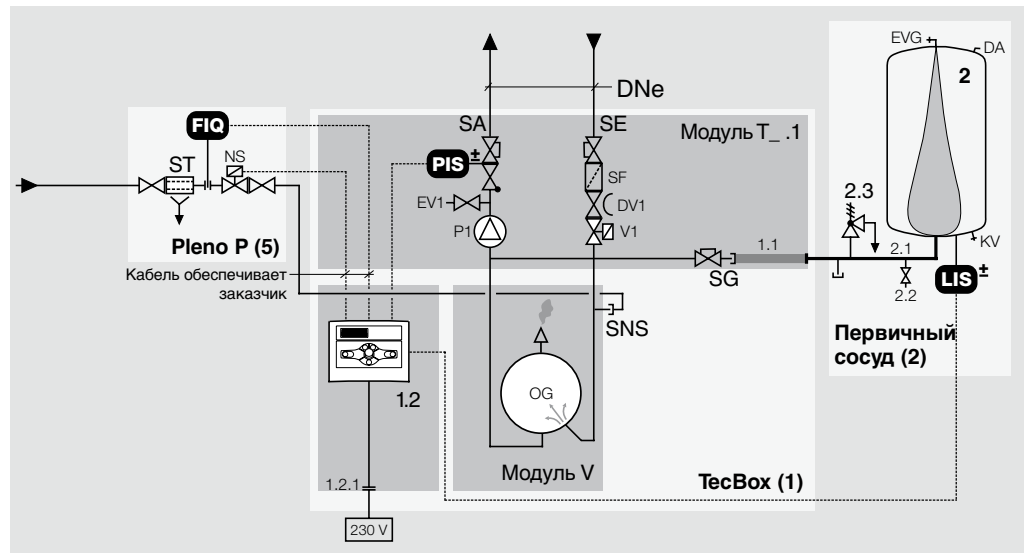 EVG
DA
2
DNe
FIQ
SA
SE
Модуль T_ .1
ST
NS
PIS
±
SF
2.3
EV1
DV1
P1
V1
KV
Pleno P (5)
1.1
2.1
Кабель обеспечивает
заказчик
SG
2.2
LIS
±
SNS
Первичный
сосуд (2)
1.2
OG
Модуль V
1.2.1
TecBox (1)
230 V